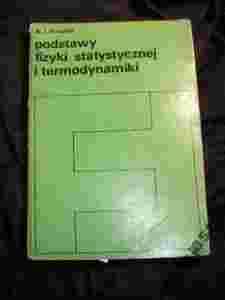 podstawy
fizyki statystycznej
i termodynamiki